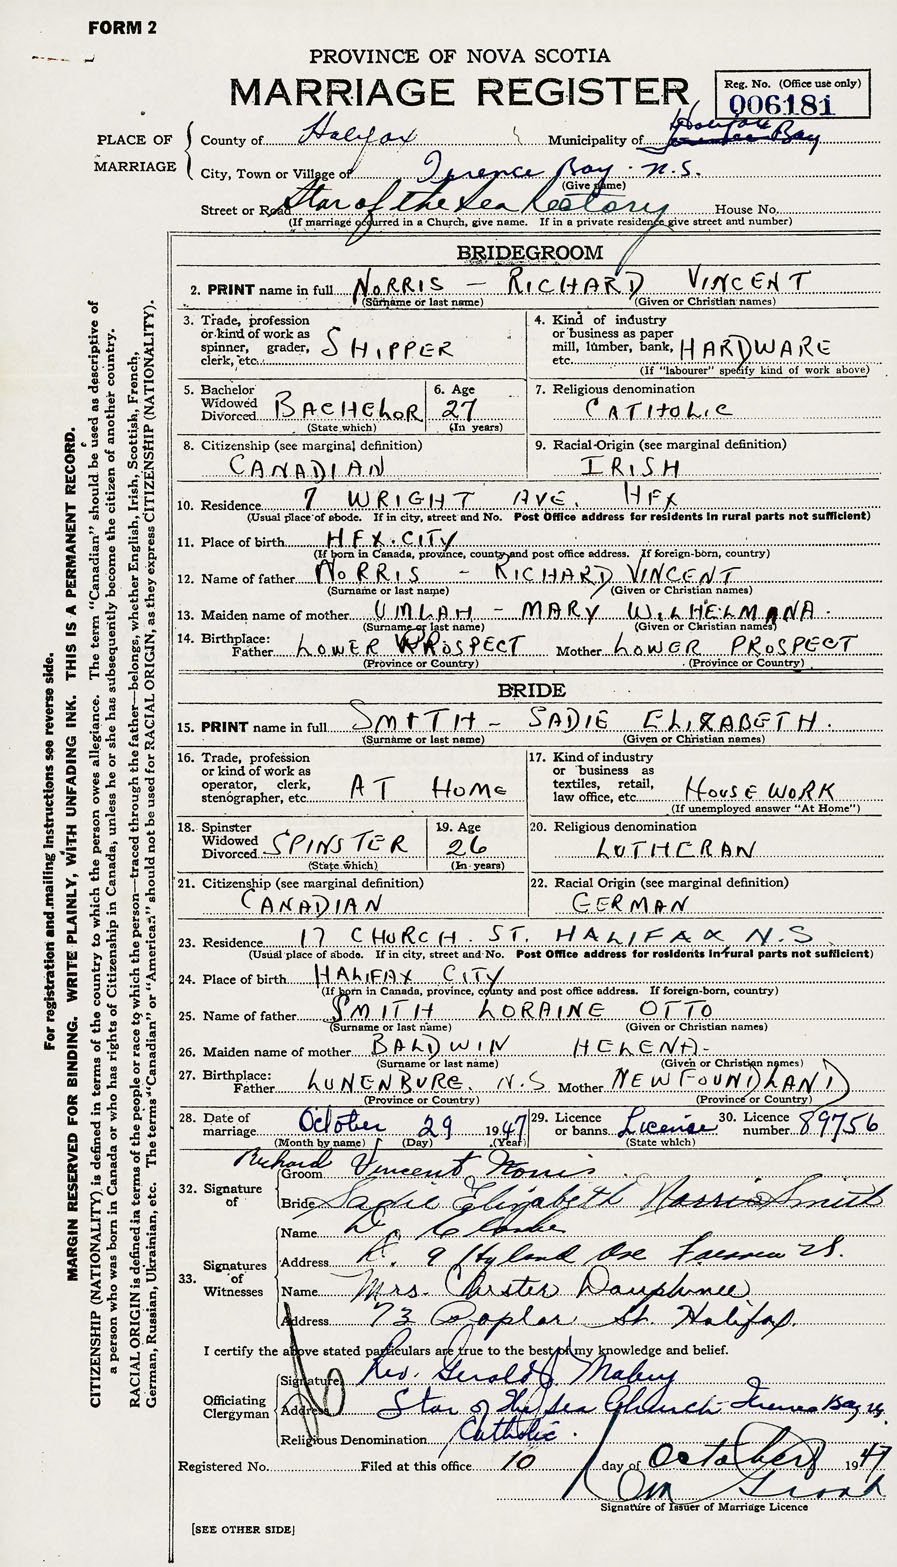 FORM 2
PROVINCE OF NOVA SCOTIA
MARRIAGE REGISTER
Reg. No. (Office use only)
006181
PLACE OF MARRIAGE
County of Halifax Municipality of Halifax
City, Town or Village of Terence Bay. N.S.
(Give name)
Street or Road Star of the Sea Rectory House No.
(If marriage occurred in a Church, give name. If in a private residence give street and number)
BRIDEGROOM
2. PRINT name in full NORRIS - RICHARD VINCENT
(Surname or last name) (Given or Christian names)
3. Trade, profession or kind of work as spinner, grader, clerk, etc. SHIPPER
4. Kind of industry or business as paper mill, lumber, bank, etc. HARDWARE
(If "labourer" specify kind of work above)
5. Bachelor Widowed Divorced BACHELOR
(State which)
6. Age 27
(In years)
7. Religious denomination
CATHOLIC
8. Citizenship (see marginal definition)
CANADIAN
9. Racial Origin (see marginal definition)
IRISH
10. Residence 7 WRIGHT AVE. HFX
(Usual place of abode. If in city, street and No. Post Office address for residents in rural parts not sufficient)
11. Place of birth HFX. CITY
(If born in Canada, province, county and post office address. If foreign-born, country)
12. Name of father NORRIS - RICHARD VINCENT
(Surname or last name) (Given or Christian names)
13. Maiden name of mother UMLAH - MARY WILHELMANA.
(Surname or last name) (Given or Christian names)
14. Birthplace: Father LOWER PROSPECT Mother LOWER PROSPECT
(Province or Country) (Province or Country)
BRIDE
15. PRINT name in full SMITH - SADIE ELIZABETH.
(Surname or last name) (Given or Christian names)
16. Trade, profession or kind of work as operator, clerk, stenographer, etc. AT HOME
17. Kind of industry or business as textiles, retail, law office, etc. HOUSEWORK
(If unemployed answer "At Home")
18. Spinster Widowed Divorced SPINSTER
(State which)
19. Age 26
(In years)
20. Religious denomination
LUTHERAN
21. Citizenship (see marginal definition)
CANADIAN
22. Racial Origin (see marginal definition)
GERMAN
23. Residence 17 CHURCH. ST. HALIFAX N.S
(Usual place of abode. If in city, street and No. Post Office address for residents in rural parts not sufficient)
24. Place of birth HALIFAX CITY
(If born in Canada, province, county and post office address. If foreign-born, country)
25. Name of father SMITH LORAINE OTTO
(Surname or last name) (Given or Christian names)
26. Maiden name of mother BALDWIN HELENA.
(Surname or last name) (Given or Christian names)
27. Birthplace: Father LUNENBURG. N.S Mother NEWFOUNDLAND
(Province or Country) (Province or Country)
28. Date of marriage October 29 1947
(Month by name) (Day) (Year)
29. Licence or banns License
(State which)
30. Licence number 89756
32. Signature of
Groom Richard Vincent Norris
Bride Sadie Elizabeth Norris Smith
33. Signatures of Witnesses
Name
Address 9 Hyland Ave
Name Mrs. Dauphinee
Address 73 Poplar St. Halifax.
I certify the above stated particulars are true to the best of my knowledge and belief.
Officiating Clergyman
Signature Rev. Gerald Mabey
Address Star of the Sea Church Terence Bay
Religious Denomination Catholic.
Registered No. Filed at this office 10 day of October 1947
Signature of Issuer of Marriage Licence
[SEE OTHER SIDE]
For registration and mailing instructions see reverse side.
MARGIN RESERVED FOR BINDING. WRITE PLAINLY, WITH UNFADING INK. THIS IS A PERMANENT RECORD.
CITIZENSHIP (NATIONALITY) is defined in terms of the country to which the person owes allegiance. The term "Canadian" should be used as descriptive of
a person who was born in Canada or who has rights of Citizenship in Canada, unless he or she has subsequently become the citizen of another country.
RACIAL ORIGIN is defined in terms of the people or race to which the person—traced through the father—belongs, whether English, Irish, Scottish, French,
German, Russian, Ukrainian, etc. The terms "Canadian" or "American" should not be used for RACIAL ORIGIN, as they express CITIZENSHIP (NATIONALITY).